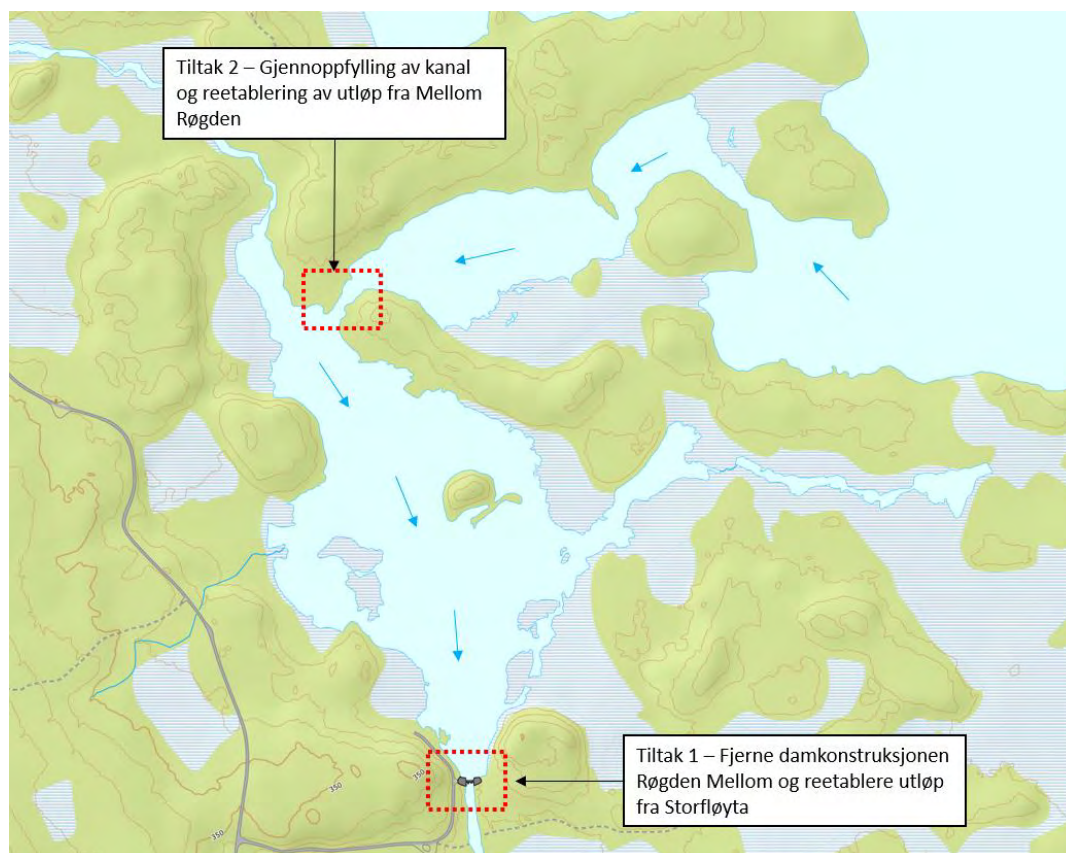 Tiltak 2 – Gjennoppfylling av kanal
og reetablering av utløp fra Mellom
Røgden
Tiltak 1 – Fjerne damkonstruksjonen
Røgden Mellom og reetablere utløp
fra Storfløyta
350
350
350